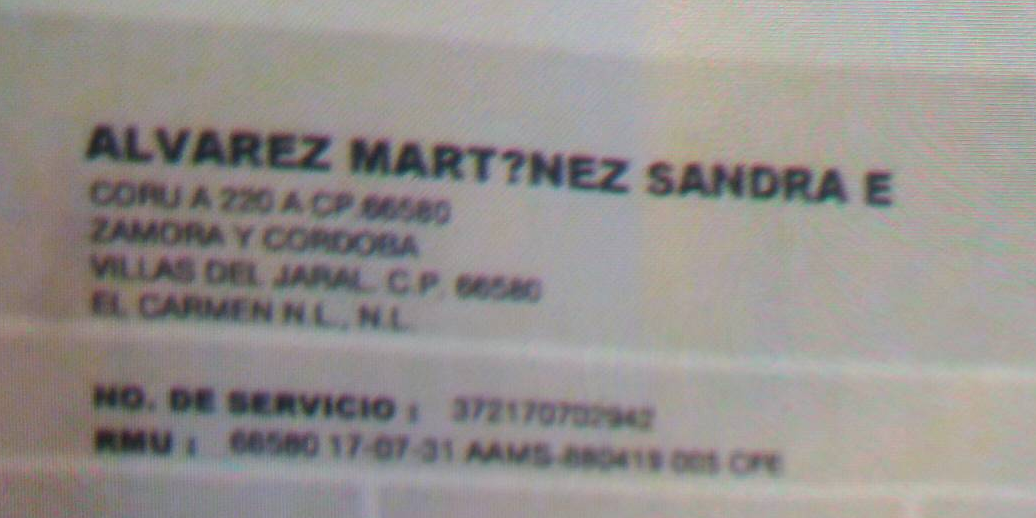 ALVAREZ MART?NEZ SANDRA E
CORU A 220 A CP.66580
ZAMORA Y CORDOBA
VILLAS DEL JARAL. C.P. 66580
EL CARMEN N.L., N.L.
NO. DE SERVICIO : 372170702942
RMU : 66580 17-07-31 AAMS-880419 005 CFE